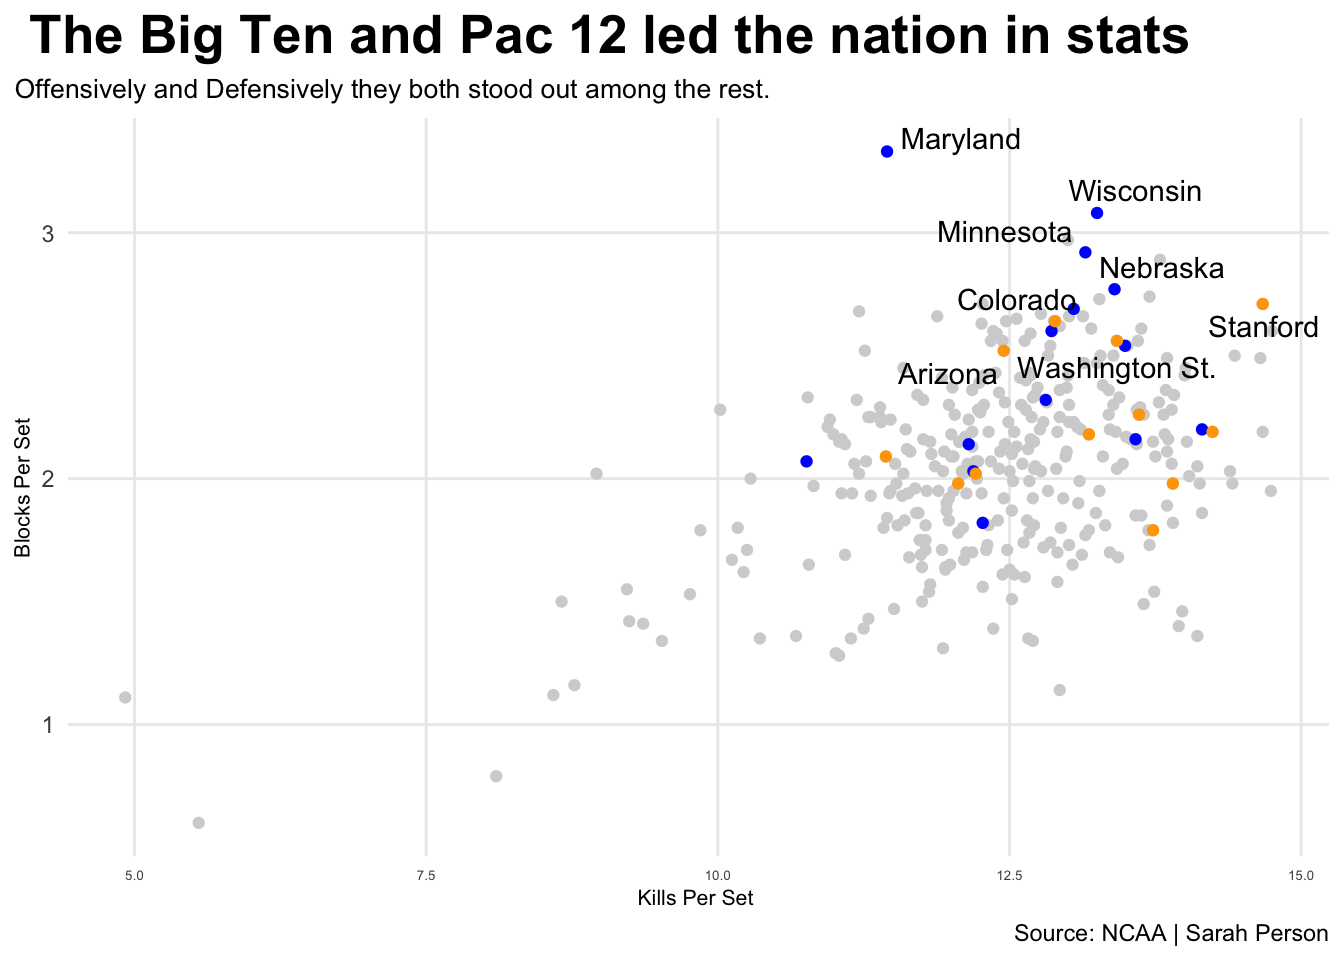 The Big Ten and Pac 12 led the nation in stats
Offensively and Defensively they both stood out among the rest.
Maryland
Wisconsin
Minnesota
Nebraska
Colorado
Stanford
Washington St.
Arizona
3
2
1
Blocks Per Set
5.0
7.5
10.0
12.5
15.0
Kills Per Set
Source: NCAA | Sarah Person